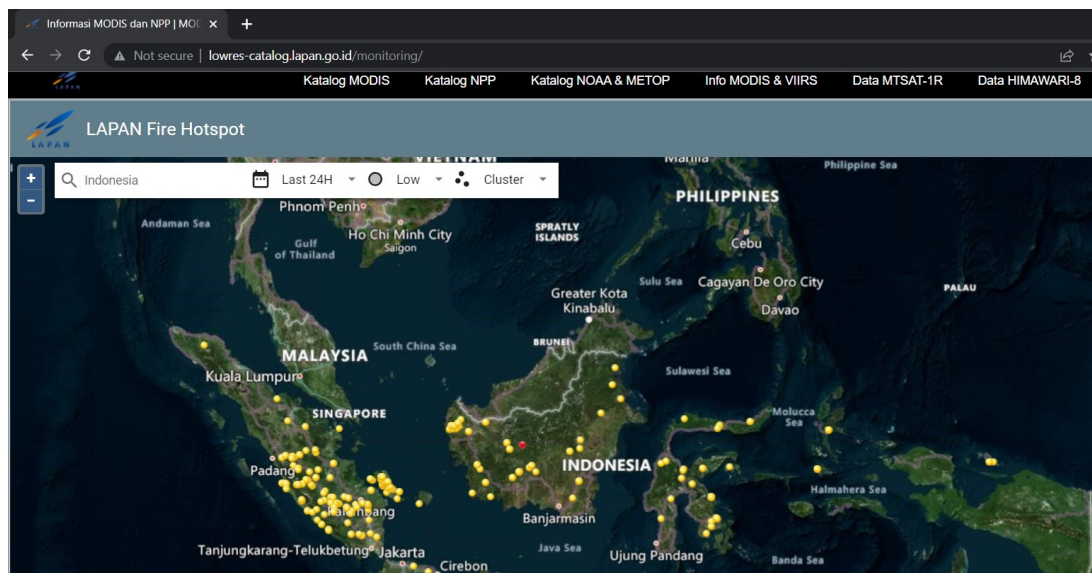 Informasi MODIS dan NPP | MOD
Not secure | lowres-catalog.lapan.go.id/monitoring/
LAPAN
Katalog MODIS Katalog NPP Katalog NOAA & METOP Info MODIS & VIIRS Data MTSAT-1R Data HIMAWARI-8
LAPAN
LAPAN Fire Hotspot
VIETNAM
Manila
Philippine Sea
+
Indonesia Last 24H Low Cluster
-
Phnom Penh
PHILIPPINES
Andaman Sea
Ho Chi Minh City
Saigon
SPRATLY
ISLANDS
Gulf
of Thailand
Cebu
Sulu Sea
Cagayan De Oro City
PALAU
Greater Kota
Kinabalu
Davao
BRUNEI
South China Sea
MALAYSIA
Kuala Lumpur
Sulawesi Sea
SINGAPORE
Molucca
Sea
Padang
INDONESIA
Halmahera Sea
Palembang
Banjarmasin
Tanjungkarang-Telukbetung
Jakarta
Java Sea
Ujung Pandang
Banda Sea
Cirebon